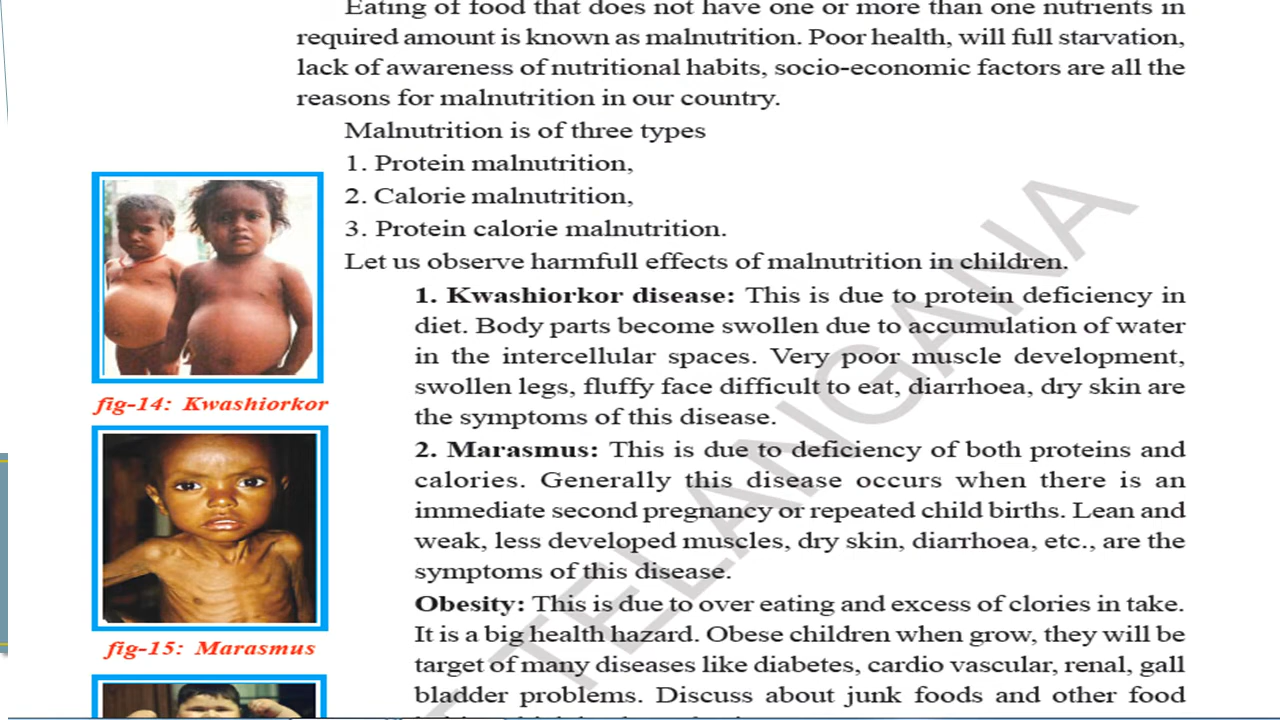 Eating of food that does not have one or more than one nutrients in
required amount is known as malnutrition. Poor health, will full starvation,
lack of awareness of nutritional habits, socio-economic factors are all the
reasons for malnutrition in our country.
Malnutrition is of three types
1. Protein malnutrition,
2. Calorie malnutrition,
3. Protein calorie malnutrition.
Let us observe harmfull effects of malnutrition in children.
1. Kwashiorkor disease: This is due to protein deficiency in
diet. Body parts become swollen due to accumulation of water
in the intercellular spaces. Very poor muscle development,
swollen legs, fluffy face difficult to eat, diarrhoea, dry skin are
the symptoms of this disease.
fig-14: Kwashiorkor
2. Marasmus: This is due to deficiency of both proteins and
calories. Generally this disease occurs when there is an
immediate second pregnancy or repeated child births. Lean and
weak, less developed muscles, dry skin, diarrhoea, etc., are the
symptoms of this disease.
fig-15: Marasmus
Obesity: This is due to over eating and excess of clories in take.
It is a big health hazard. Obese children when grow, they will be
target of many diseases like diabetes, cardio vascular, renal, gall
bladder problems. Discuss about junk foods and other food
TELANGANA